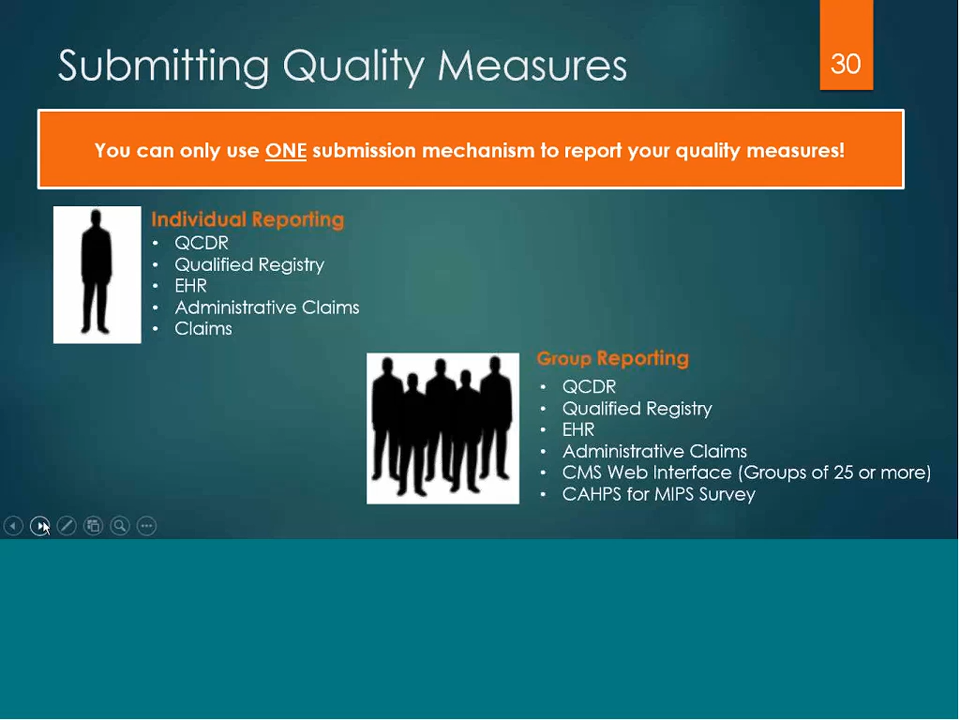 Submitting Quality Measures
30
You can only use ONE submission mechanism to report your quality measures!
Individual Reporting
• QCDR
• Qualified Registry
• EHR
• Administrative Claims
• Claims
Group Reporting
• QCDR
• Qualified Registry
• EHR
• Administrative Claims
• CMS Web Interface (Groups of 25 or more)
• CAHPS for MIPS Survey